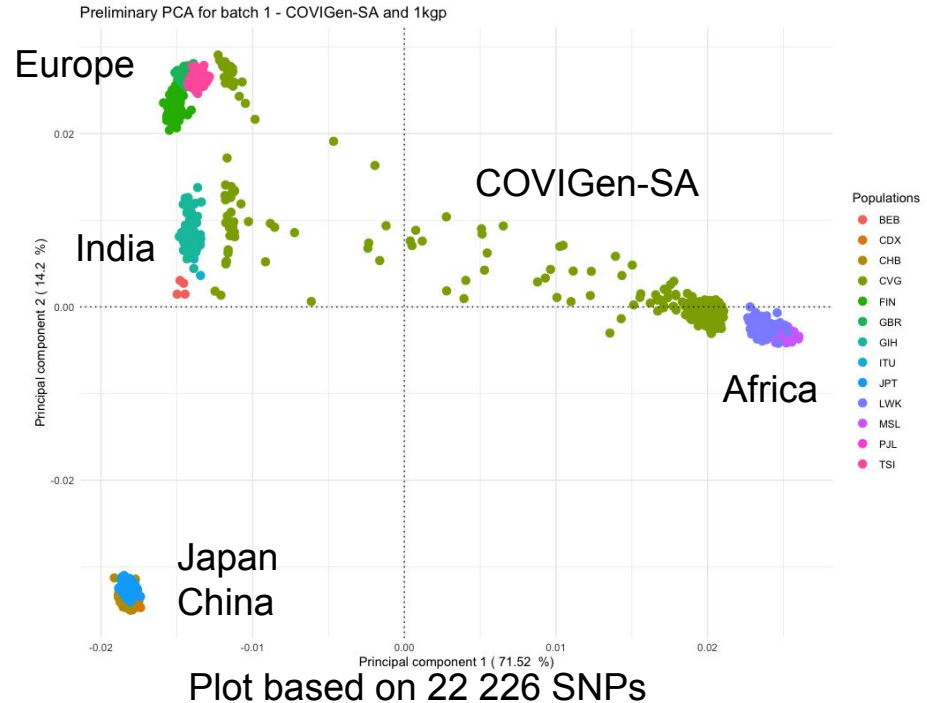 Preliminary PCA for batch 1 - COVIGen-SA and 1kgp
Europe
COVIGen-SA
India
Africa
Japan
China
Principal component 2 ( 14.2 %)
0.02
0.00
-0.02
-0.02
-0.01
0.00
0.01
0.02
Principal component 1 ( 71.52 %)
Plot based on 22 226 SNPs
Populations
BEB
CDX
CHB
CVG
FIN
GBR
GIH
ITU
JPT
LWK
MSL
PJL
TSI